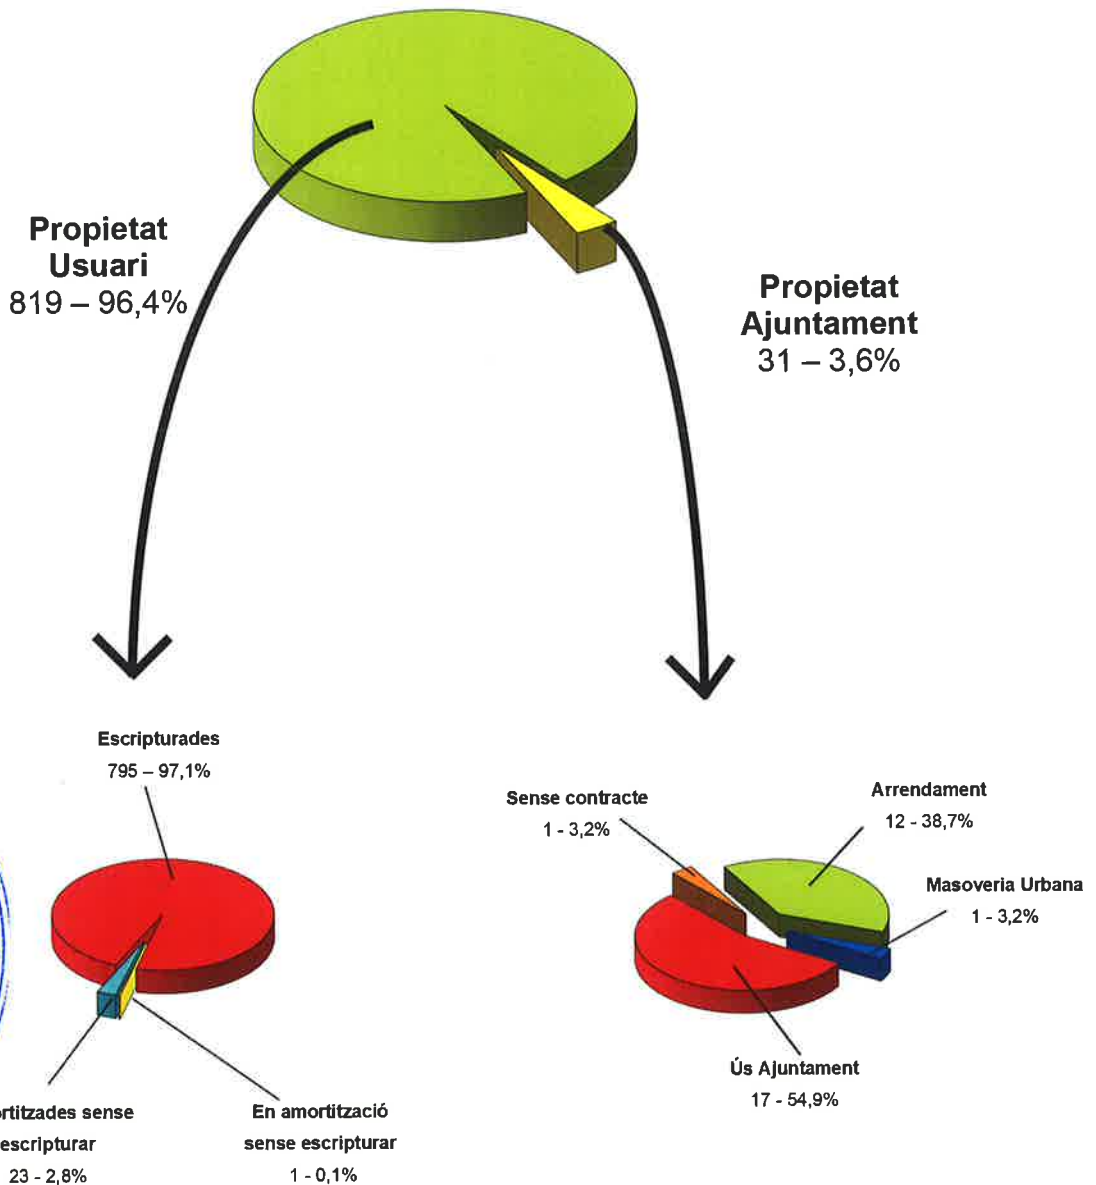 Propietat
Usuari
819 – 96,4%
Propietat
Ajuntament
31 – 3,6%
Escripturades
795 – 97,1%
Sense contracte
1 - 3,2%
Arrendament
12 - 38,7%
Masoveria Urbana
1 - 3,2%
Ús Ajuntament
17 - 54,9%
ortitzades sense
escripturar
23 - 2,8%
En amortització
sense escripturar
1 - 0,1%